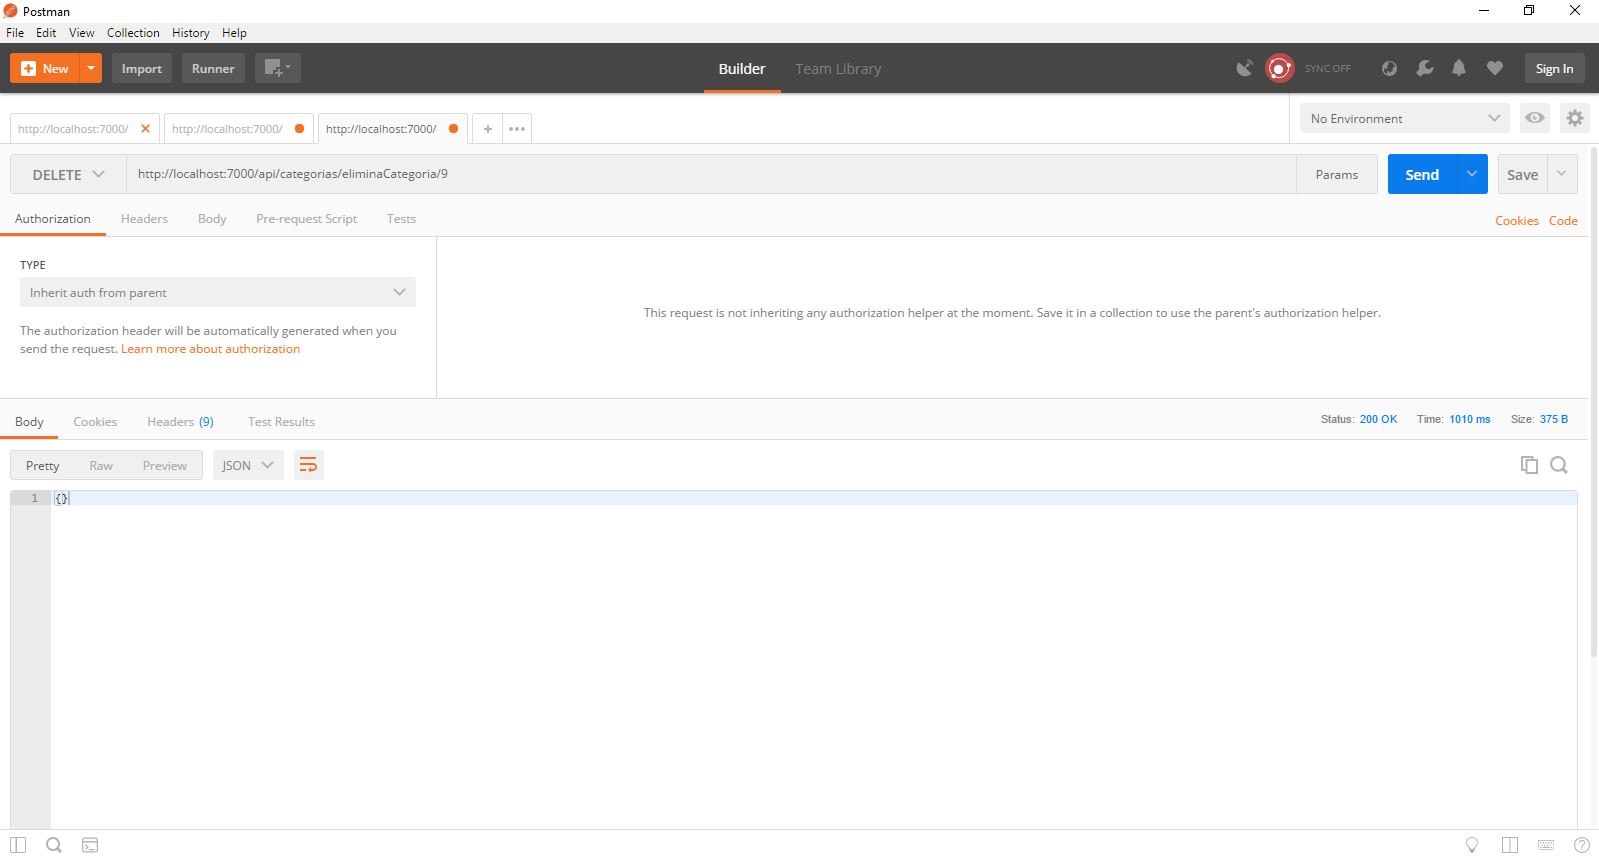 Postman
File Edit View Collection History Help
New Import Runner Builder Team Library SYNC OFF Sign In
http://localhost:7000/ http://localhost:7000/ http://localhost:7000/ No Environment
DELETE http://localhost:7000/api/categorias/eliminaCategoria/9 Params Send Save
Authorization Headers Body Pre-request Script Tests Cookies Code
TYPE
Inherit auth from parent
This request is not inheriting any authorization helper at the moment. Save it in a collection to use the parent's authorization helper.
The authorization header will be automatically generated when you
send the request. Learn more about authorization
Body Cookies Headers (9) Test Results Status: 200 OK Time: 1010 ms Size: 375 B
Pretty Raw Preview JSON
1 {}